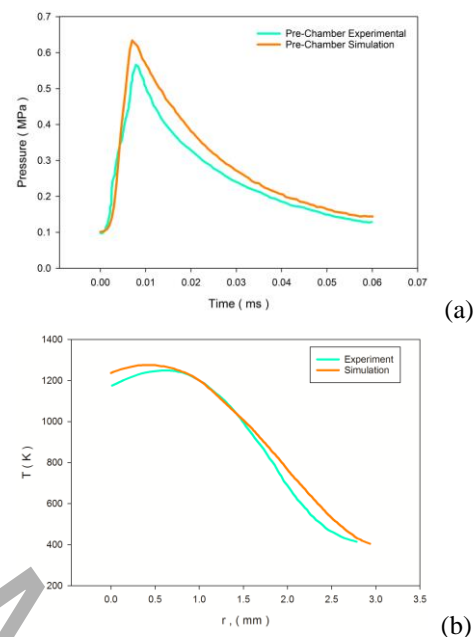 0.7
0.6
0.5
0.4
0.3
0.2
0.1
0.0
Pressure ( MPa )
Pre-Chamber Experimental
Pre-Chamber Simulation
0.00 0.01 0.02 0.03 0.04 0.05 0.06 0.07
Time ( ms )
(a)
1400
1200
1000
800
600
400
200
T ( K )
Experiment
Simulation
0.0 0.5 1.0 1.5 2.0 2.5 3.0 3.5
r , ( mm )
(b)